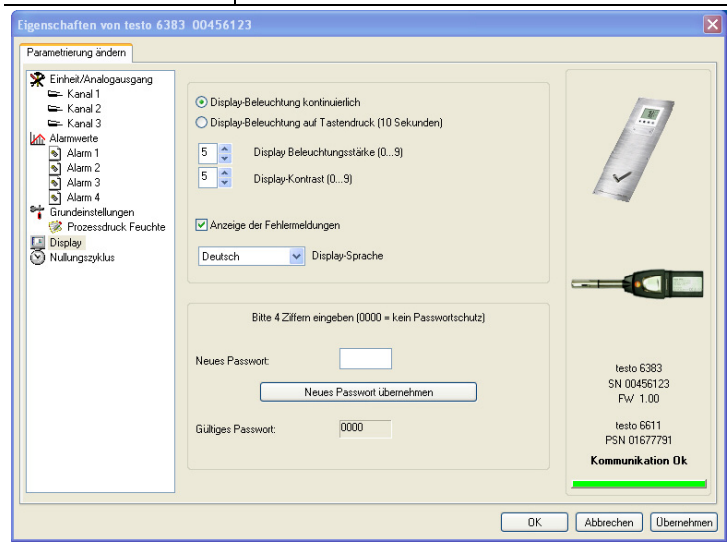 Eigenschaften von testo 6383 00456123
Parametrierung ändern
Einheit/Analogausgang
Kanal 1
Kanal 2
Kanal 3
Alarmwerte
Alarm 1
Alarm 2
Alarm 3
Alarm 4
Grundeinstellungen
Prozessdruck Feuchte
Display
Nullungszyklus
Display-Beleuchtung kontinuierlich
Display-Beleuchtung auf Tastendruck (10 Sekunden)
5 Display Beleuchtungsstärke (0...9)
5 Display-Kontrast (0...9)
Anzeige der Fehlermeldungen
Deutsch Display-Sprache
Bitte 4 Ziffern eingeben (0000 = kein Passwortschutz)
Neues Passwort:
Neues Passwort übernehmen
Gültiges Passwort: 0000
testo 6383
SN 00456123
FW 1.00
testo 6611
PSN 01677791
Kommunikation Ok
OK Abbrechen Übernehmen